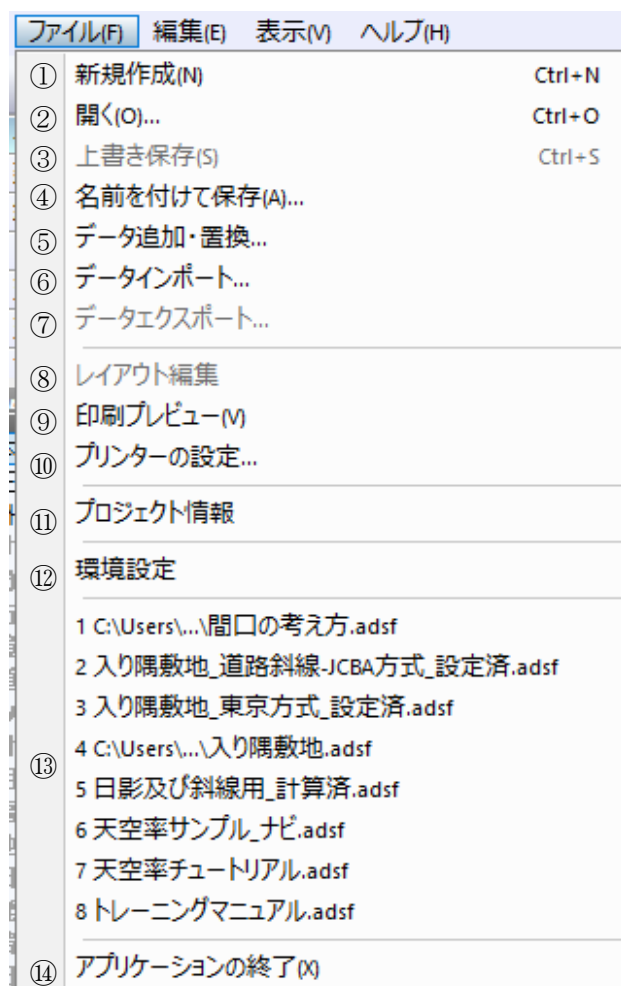 ファイル(F) 編集(E) 表示(V) ヘルプ(H)
① 新規作成(N) Ctrl+N
② 開く(O)... Ctrl+O
③ 上書き保存(S) Ctrl+S
④ 名前を付けて保存(A)...
⑤ データ追加・置換...
⑥ データインポート...
⑦ データエクスポート...
⑧ レイアウト編集
⑨ 印刷プレビュー(V)
⑩ プリンターの設定...
⑪ プロジェクト情報
⑫ 環境設定
1 C:\Users\...\間口の考え方.adsf
2 入り隅敷地_道路斜線-JCBA方式_設定済.adsf
3 入り隅敷地_東京方式_設定済.adsf
4 C:\Users\...\入り隅敷地.adsf
⑬
5 日影及び斜線用_計算済.adsf
6 天空率サンプル_ナビ.adsf
7 天空率チュートリアル.adsf
8 トレーニングマニュアル.adsf
⑭ アプリケーションの終了(X)